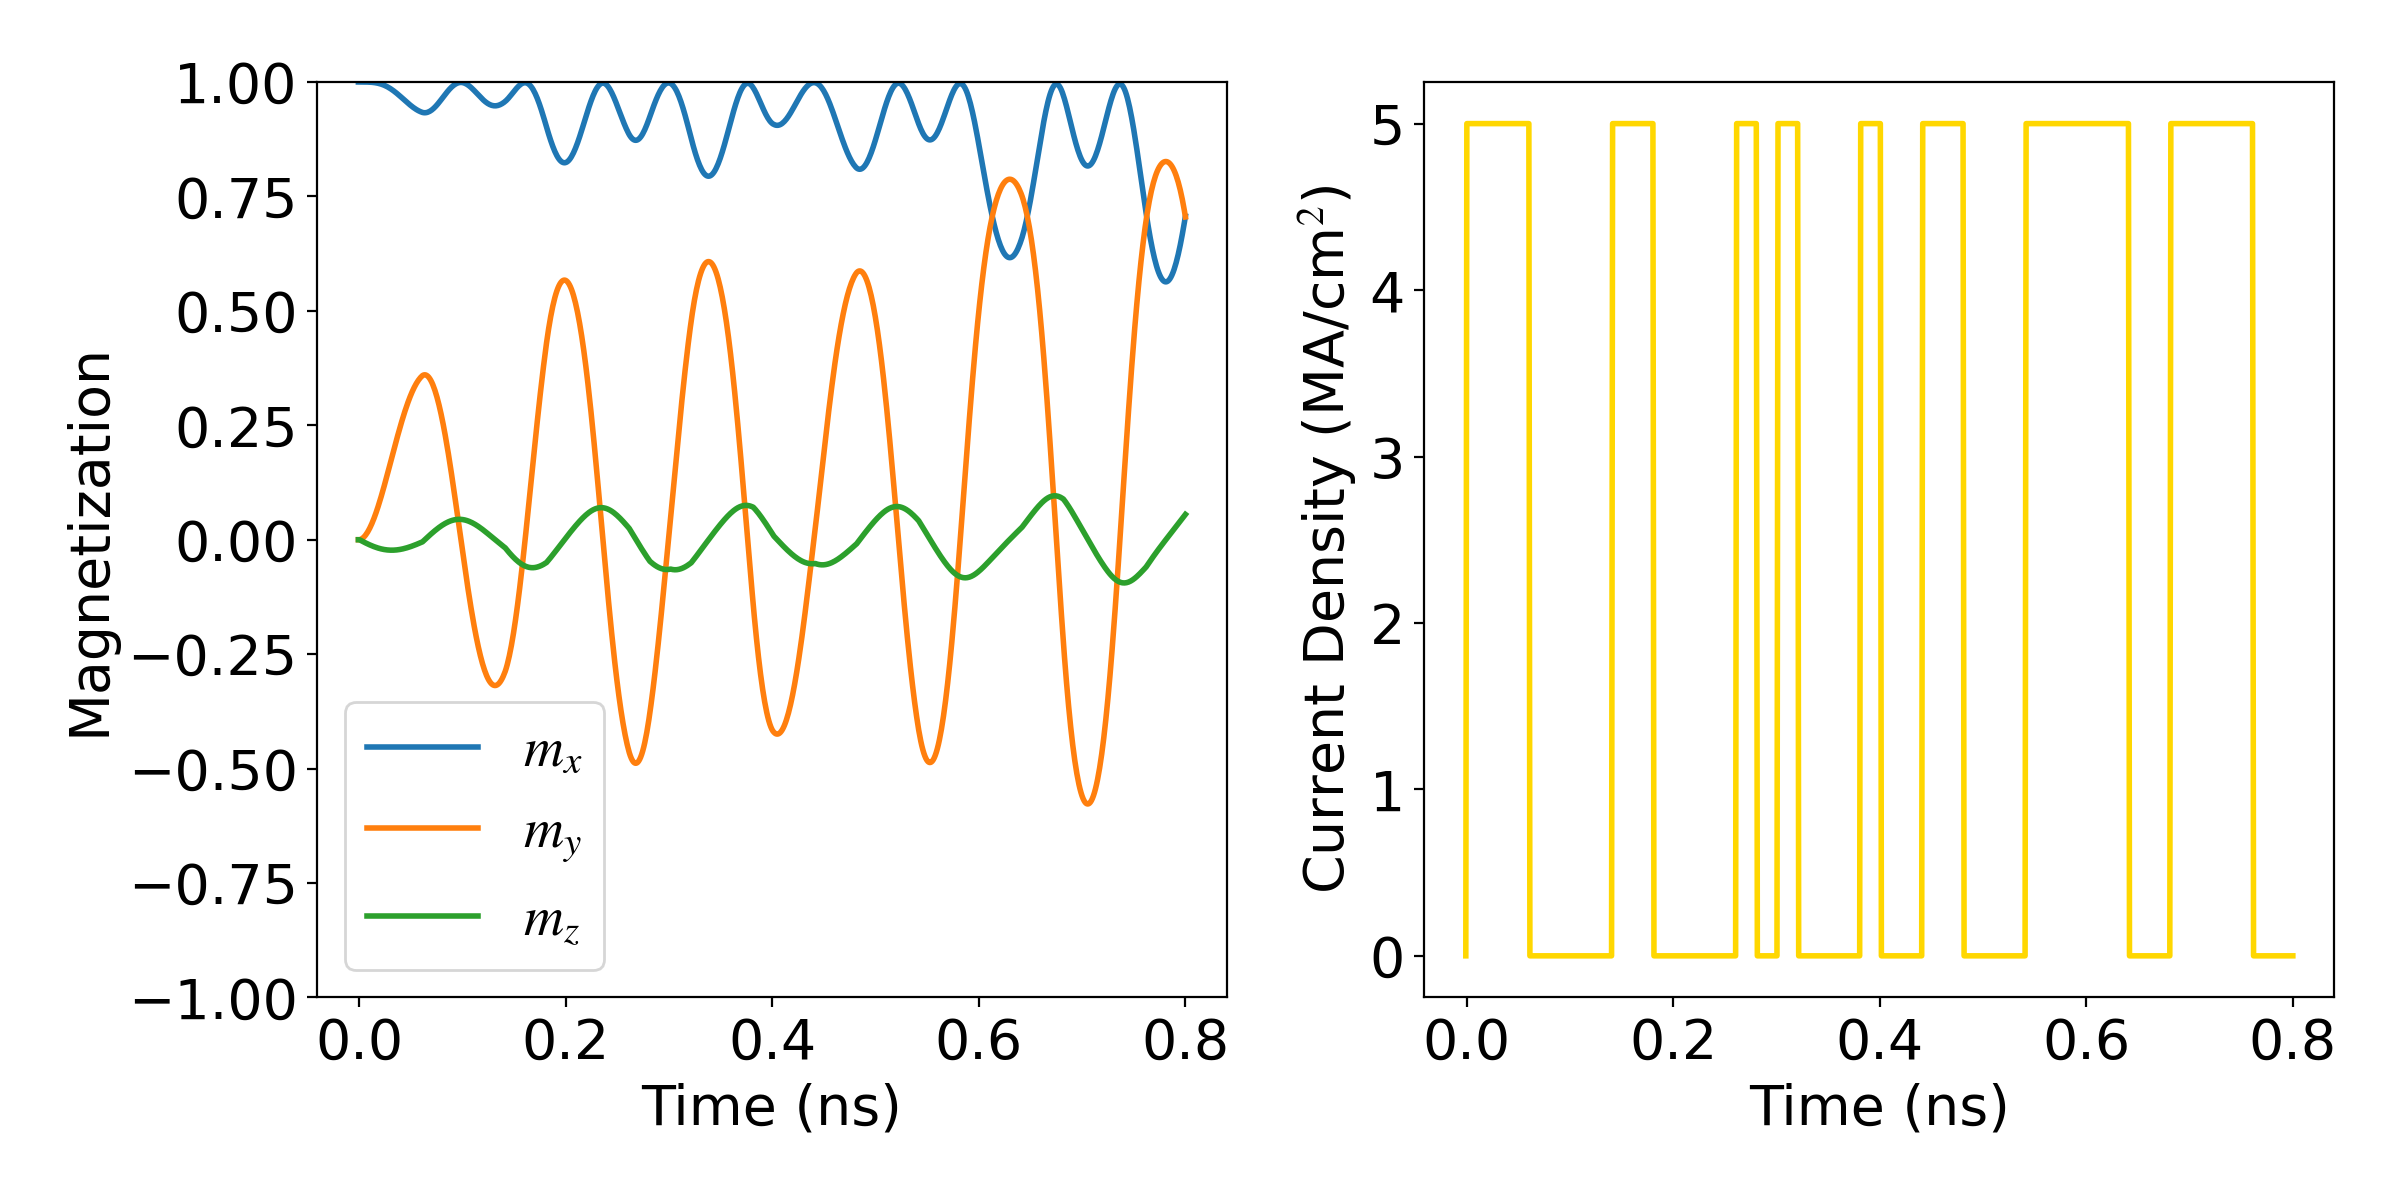 1.00
0.75
0.50
0.25
0.00
−0.25
−0.50
−0.75
−1.00
Magnetization
m_x
m_y
m_z
0.0 0.2 0.4 0.6 0.8
Time (ns)
5
4
3
2
1
0
Current Density (MA/cm²)
0.0 0.2 0.4 0.6 0.8
Time (ns)